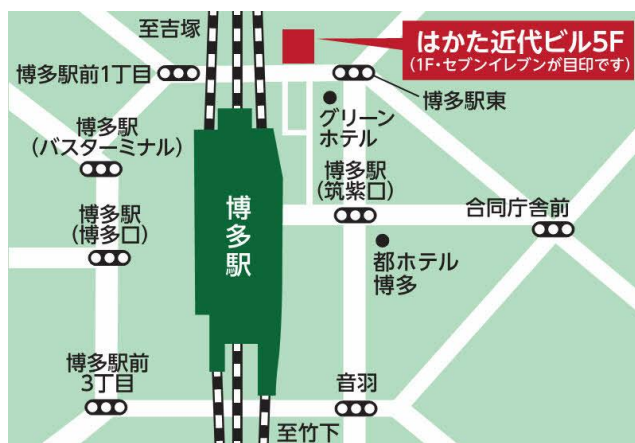 至吉塚
はかた近代ビル5F
(1F・セブンイレブンが目印です)
博多駅前1丁目
博多駅東
グリーン
ホテル
博多駅
(バスターミナル)
博多駅
(筑紫口)
合同庁舎前
博多駅
(博多口)
博多駅
都ホテル
博多
博多駅前
3丁目
音羽
至竹下